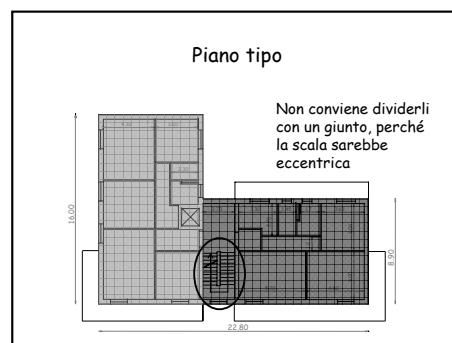 Piano tipo
Non conviene dividerli
con un giunto, perché
la scala sarebbe
eccentrica
16.00
8.90
22.80